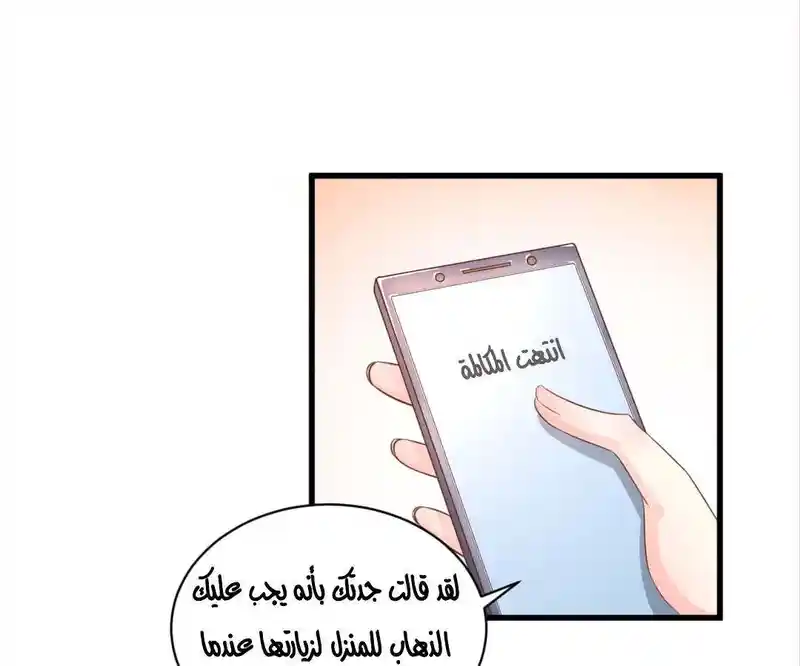 انتهت المكالمة
لقد قالت جدتك بأنه يجب عليك
الذهاب للمنزل لزيارتها عندما